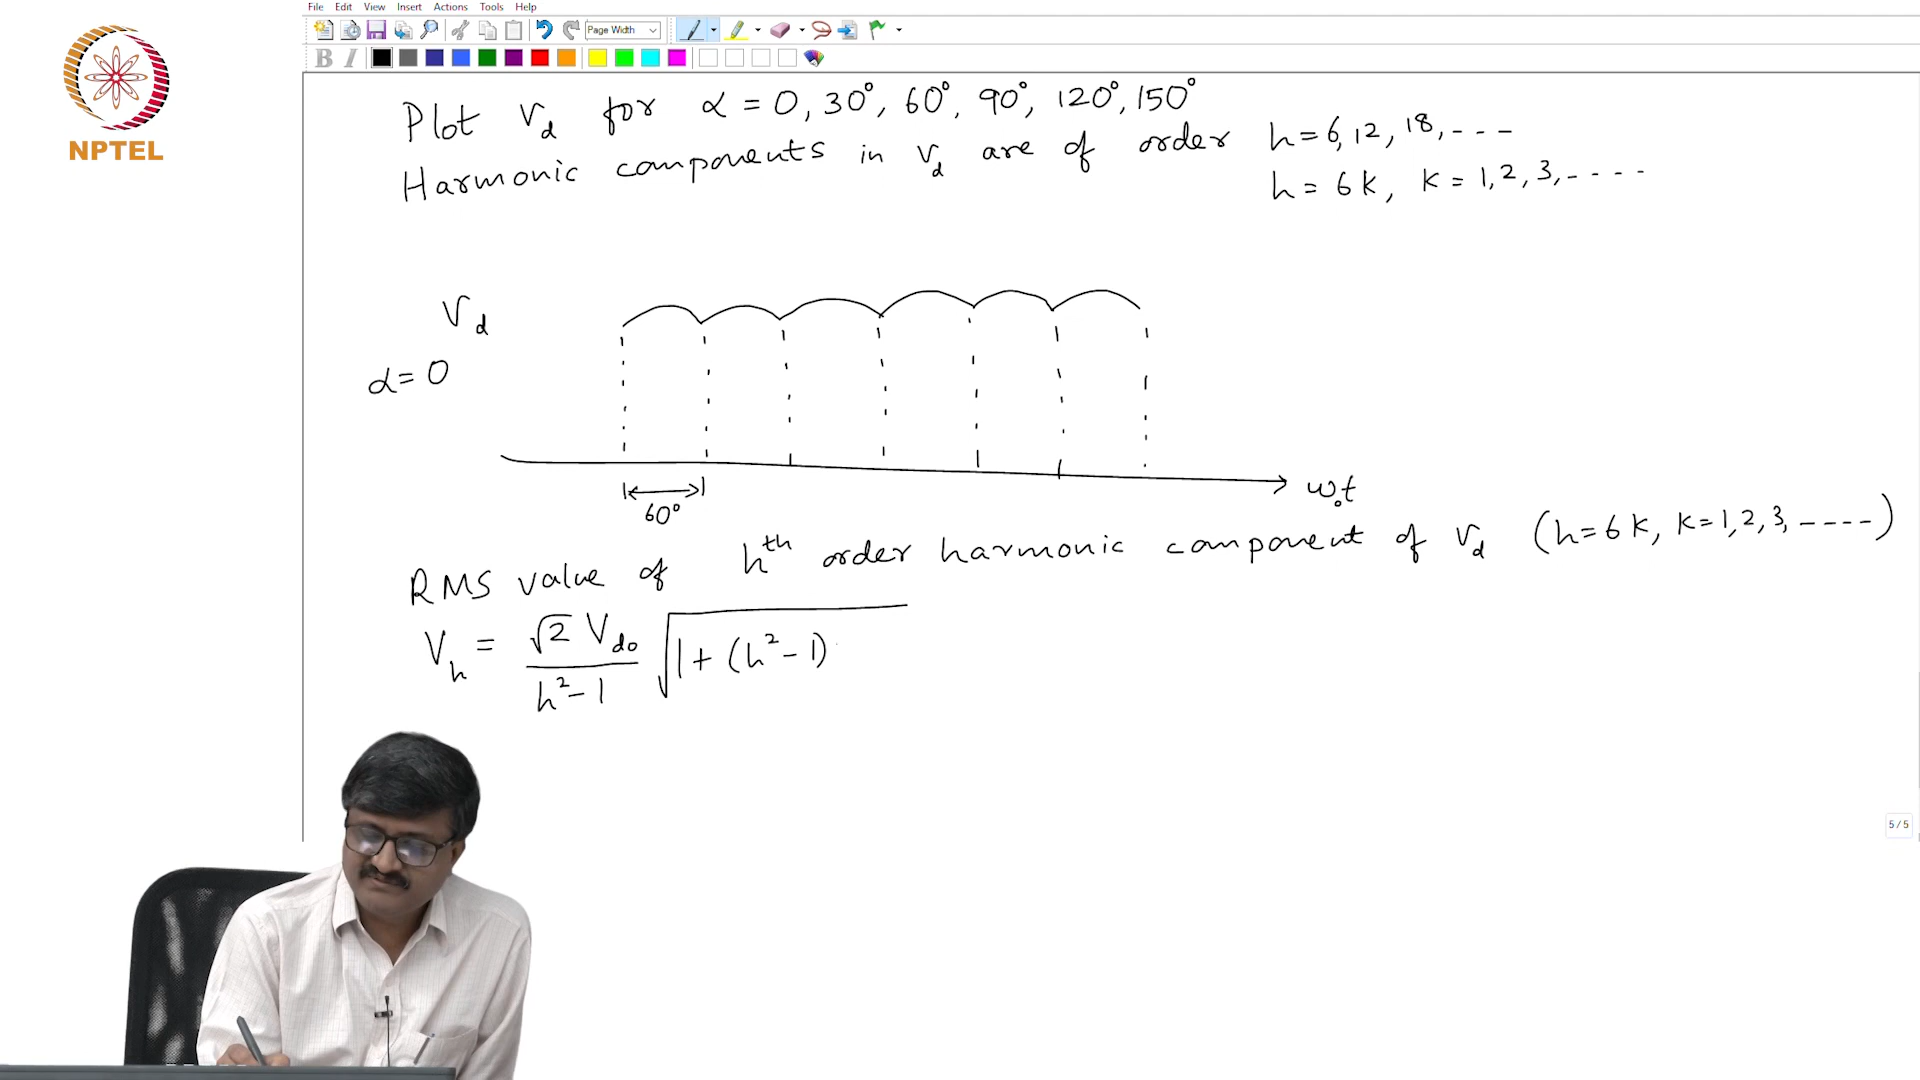 File Edit View Insert Actions Tools Help
Page Width
B I
NPTEL
Plot V_d for α = 0, 30°, 60°, 90°, 120°, 150°
Harmonic components in V_d are of order h = 6, 12, 18, - - -
h = 6k, k = 1, 2, 3, - - - -
V_d
α = 0
60°
ω₀t
RMS value of h^th order harmonic component of V_d (h = 6k, k = 1, 2, 3, - - - -)
V_h = √2 V_do / (h² - 1) √(1 + (h² - 1)
5 / 5